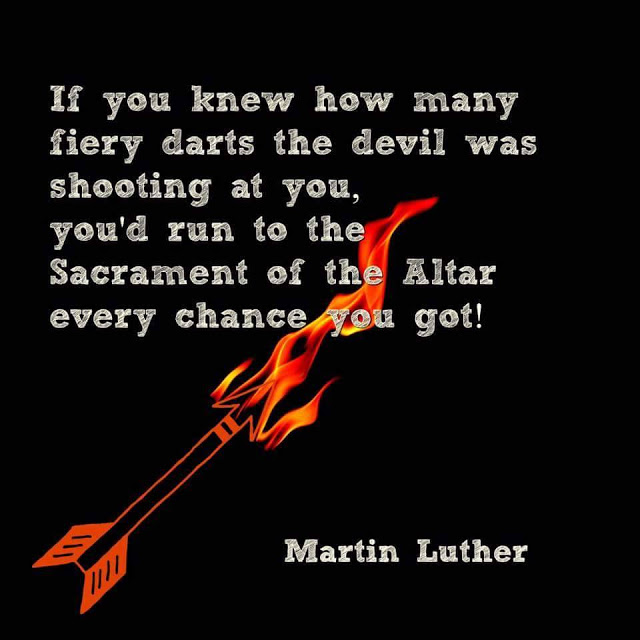 If you knew how many
fiery darts the devil was
shooting at you,
you'd run to the
Sacrament of the Altar
every chance you got!
Martin Luther